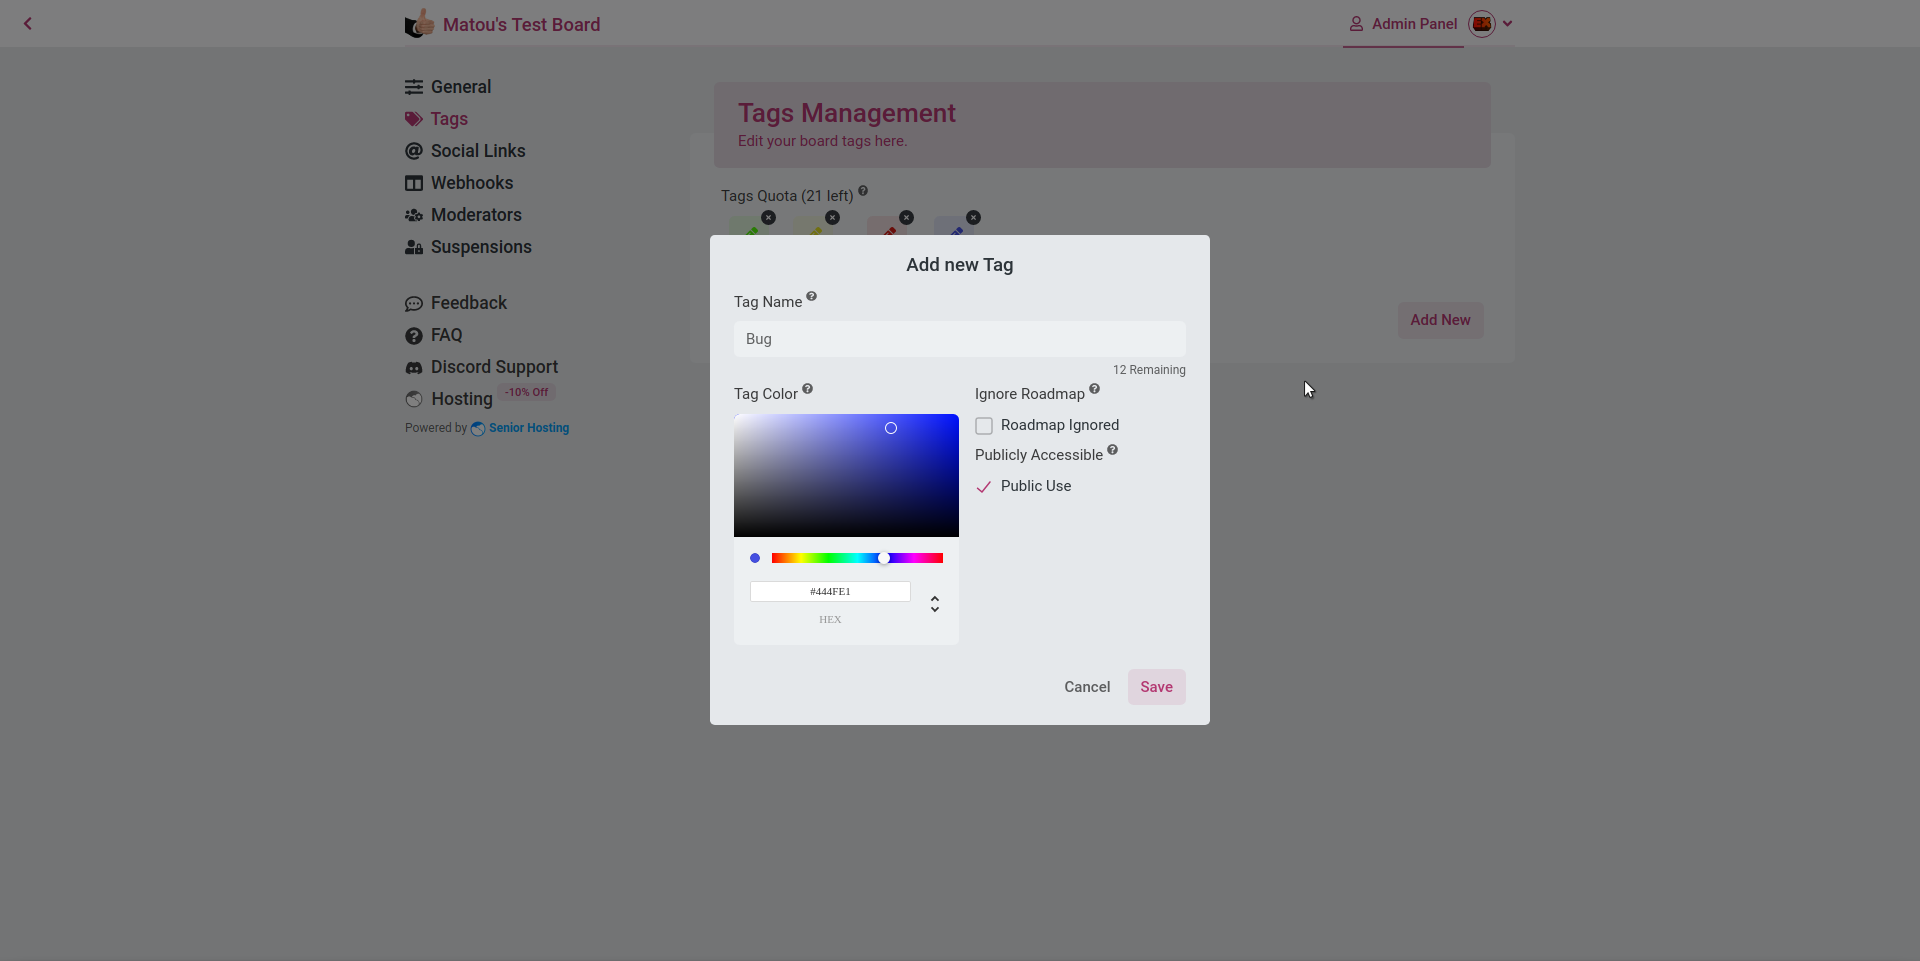 Matou's Test Board
Admin Panel
General
Tags
Social Links
Webhooks
Moderators
Suspensions
Feedback
FAQ
Discord Support
Hosting -10% Off
Powered by Senior Hosting
Tags Management
Edit your board tags here.
Tags Quota (21 left)
Add New
Add new Tag
Tag Name
Bug
12 Remaining
Tag Color
#444FE1
HEX
Ignore Roadmap
Roadmap Ignored
Publicly Accessible
Public Use
Cancel
Save